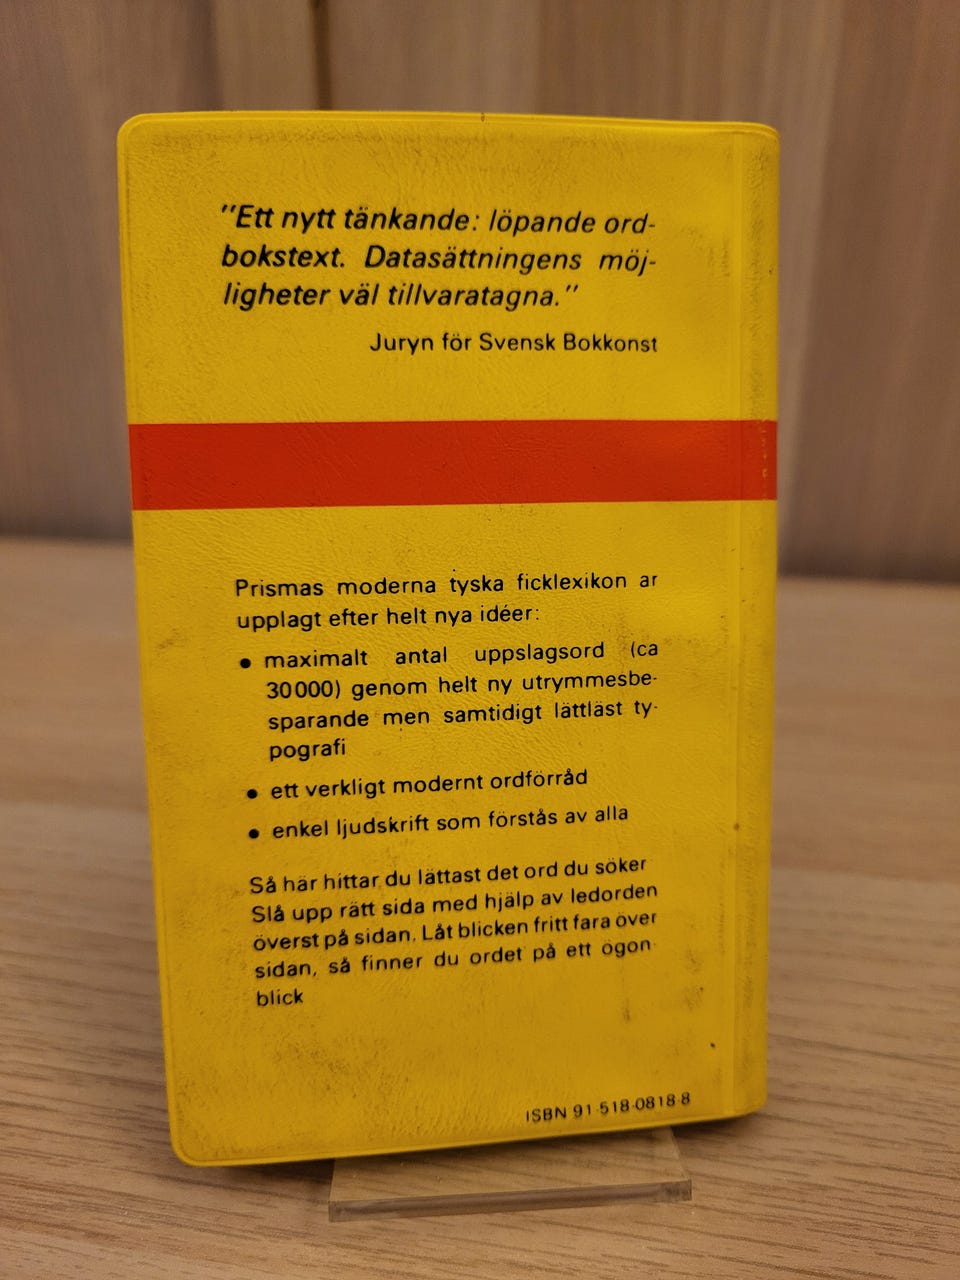 "Ett nytt tänkande: löpande ord-
bokstext. Datasättningens möj-
ligheter väl tillvaratagna."
Juryn för Svensk Bokkonst
Prismas moderna tyska ficklexikon är
upplagt efter helt nya idéer:
• maximalt antal uppslagsord (ca
30000) genom helt ny utrymmesbe-
sparande men samtidigt lättläst ty-
pografi
• ett verkligt modernt ordförråd
• enkel ljudskrift som förstås av alla
Så här hittar du lättast det ord du söker
Slå upp rätt sida med hjälp av ledorden
överst på sidan. Låt blicken fritt fara över
sidan, så finner du ordet på ett ögon-
blick
ISBN 91-518-0818-8